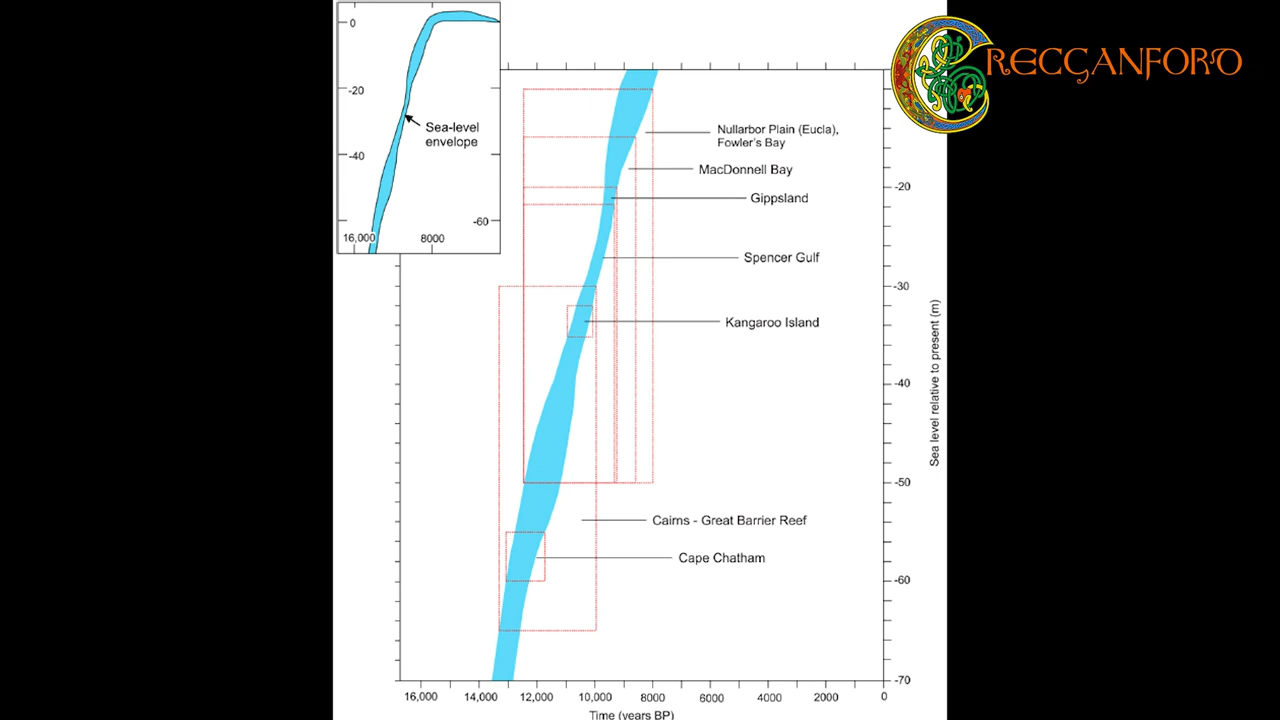 0
-20
-40
-60
16,000
8000
Sea-level
envelope
CRECGANFORD
Nullarbor Plain (Eucla),
Fowler's Bay
MacDonnell Bay
Gippsland
Spencer Gulf
Kangaroo Island
Cairns - Great Barrier Reef
Cape Chatham
-20
-30
-40
-50
-60
-70
Sea level relative to present (m)
16,000
14,000
12,000
10,000
8000
6000
4000
2000
0
Time (years BP)